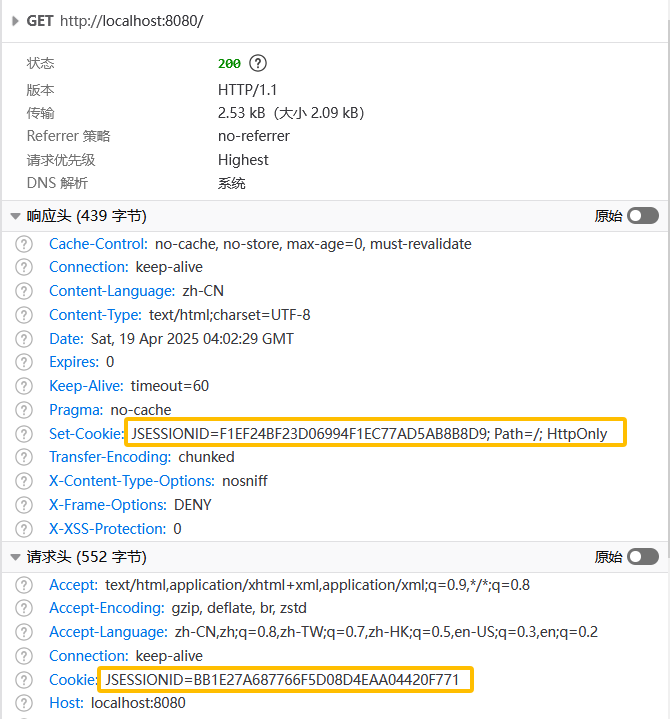 GET http://localhost:8080/
状态 200
版本 HTTP/1.1
传输 2.53 kB（大小 2.09 kB）
Referrer 策略 no-referrer
请求优先级 Highest
DNS 解析 系统
响应头 (439 字节) 原始
Cache-Control: no-cache, no-store, max-age=0, must-revalidate
Connection: keep-alive
Content-Language: zh-CN
Content-Type: text/html;charset=UTF-8
Date: Sat, 19 Apr 2025 04:02:29 GMT
Expires: 0
Keep-Alive: timeout=60
Pragma: no-cache
Set-Cookie: JSESSIONID=F1EF24BF23D06994F1EC77AD5AB8B8D9; Path=/; HttpOnly
Transfer-Encoding: chunked
X-Content-Type-Options: nosniff
X-Frame-Options: DENY
X-XSS-Protection: 0
请求头 (552 字节) 原始
Accept: text/html,application/xhtml+xml,application/xml;q=0.9,*/*;q=0.8
Accept-Encoding: gzip, deflate, br, zstd
Accept-Language: zh-CN,zh;q=0.8,zh-TW;q=0.7,zh-HK;q=0.5,en-US;q=0.3,en;q=0.2
Connection: keep-alive
Cookie: JSESSIONID=BB1E27A687766F5D08D4EAA04420F771
Host: localhost:8080